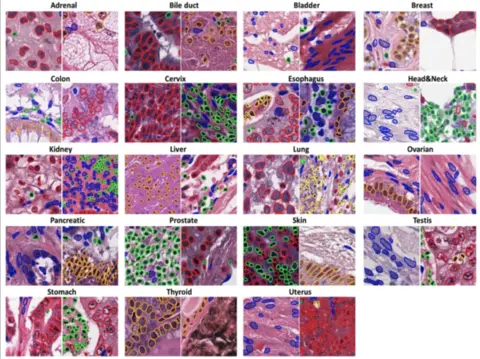 Adrenal Bile duct Bladder Breast
Colon Cervix Esophagus Head&Neck
Kidney Liver Lung Ovarian
Pancreatic Prostate Skin Testis
Stomach Thyroid Uterus